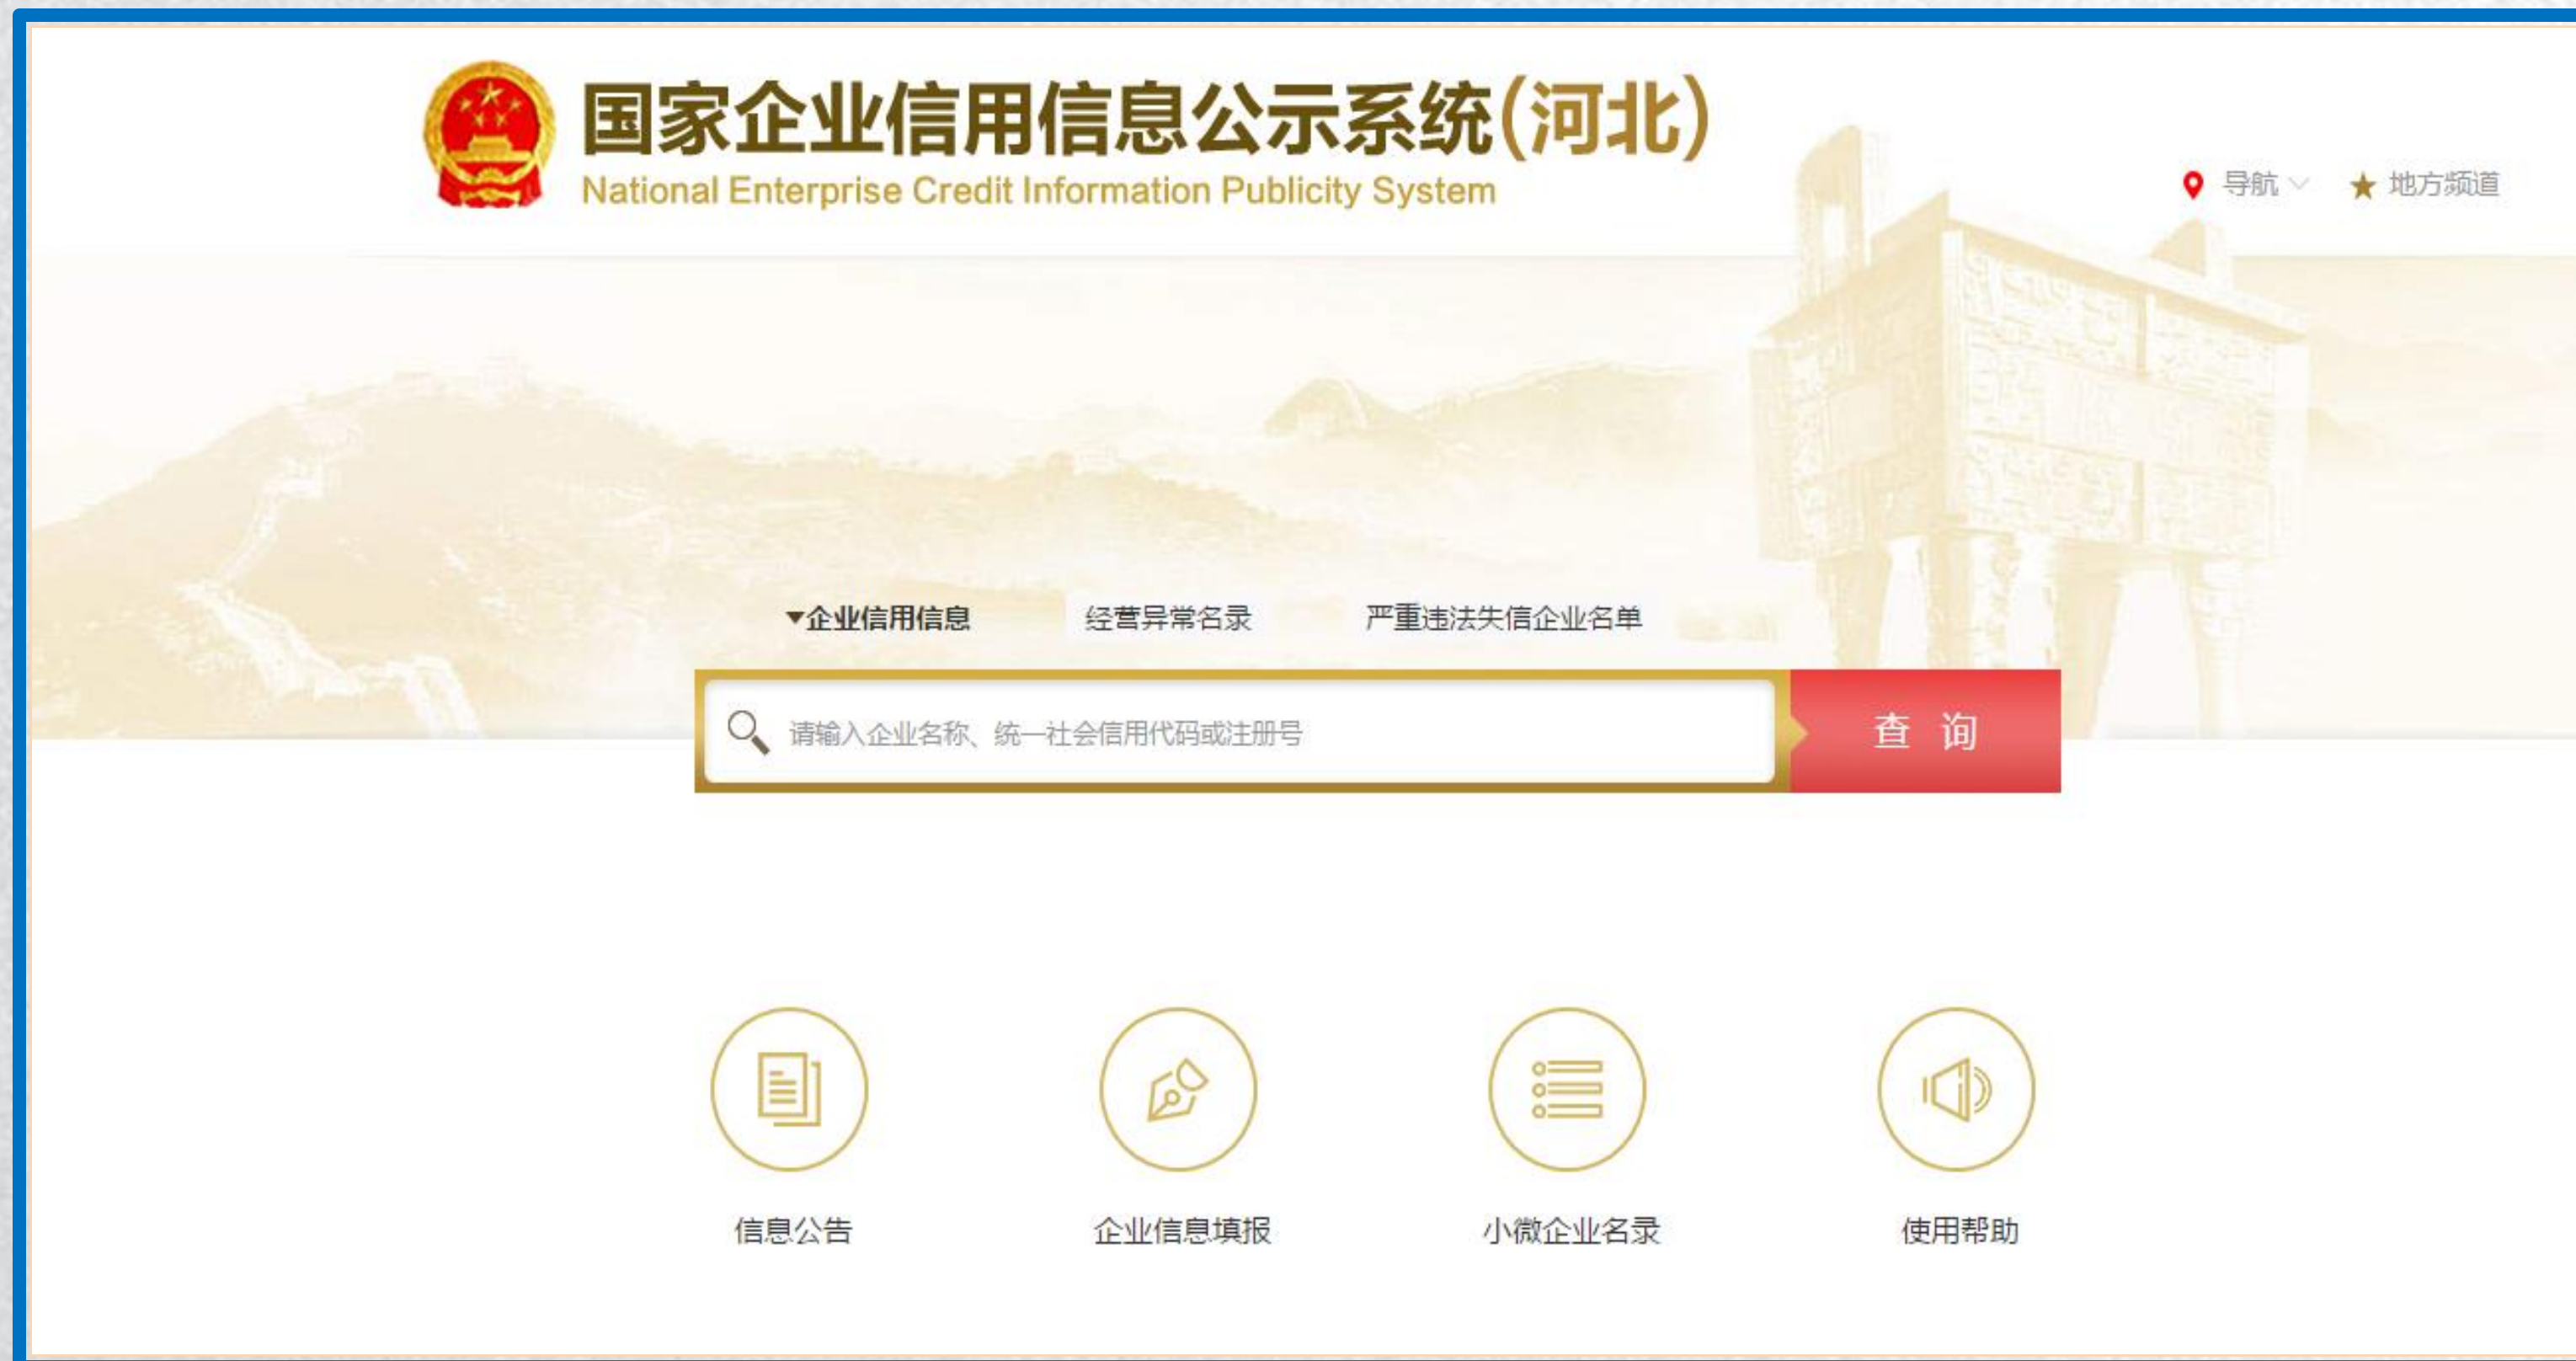 国家企业信用信息公示系统(河北)
National Enterprise Credit Information Publicity System
导航
地方频道
企业信用信息
经营异常名录
严重违法失信企业名单
请输入企业名称、统一社会信用代码或注册号
查 询
信息公告
企业信息填报
小微企业名录
使用帮助